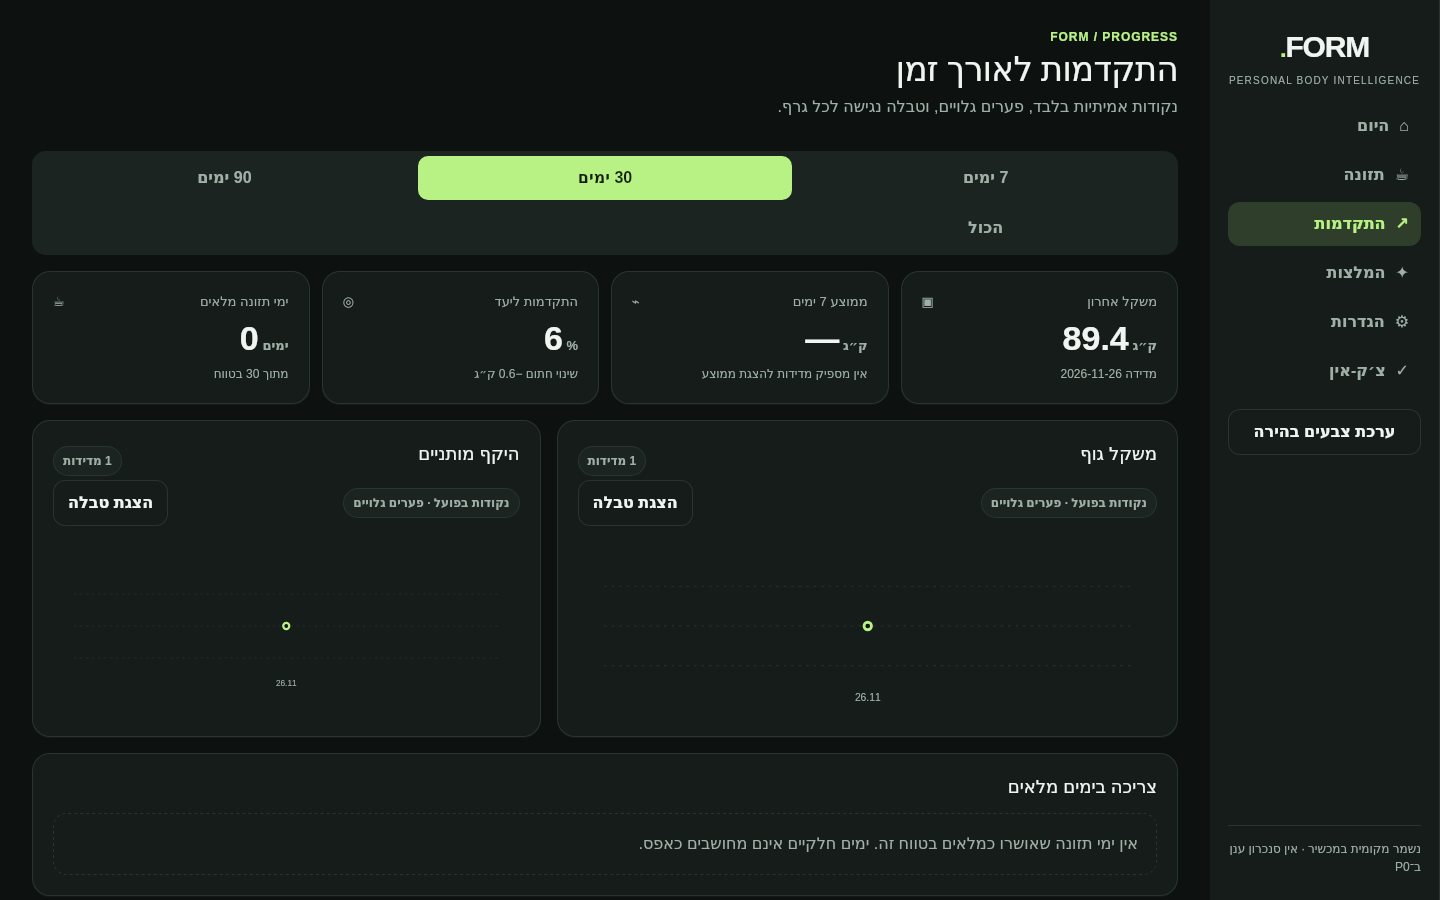 FORM.
PERSONAL BODY INTELLIGENCE
היום
תזונה
התקדמות
המלצות
הגדרות
צ׳ק-אין
ערכת צבעים בהירה
נשמר מקומית במכשיר · אין סנכרון ענן
ב־P0
FORM / PROGRESS
התקדמות לאורך זמן
נקודות אמיתיות בלבד, פערים גלויים, וטבלה נגישה לכל גרף.
7 ימים
30 ימים
90 ימים
הכול
משקל אחרון
89.4 ק״ג
מדידה 2026-11-26
ממוצע 7 ימים
— ק״ג
אין מספיק מדידות להצגת ממוצע
התקדמות ליעד
6 %
שינוי חתום −0.6 ק״ג
ימי תזונה מלאים
0 ימים
מתוך 30 בטווח
משקל גוף
1 מדידות
נקודות בפועל · פערים גלויים
הצגת טבלה
26.11
היקף מותניים
1 מדידות
נקודות בפועל · פערים גלויים
הצגת טבלה
26.11
צריכה בימים מלאים
אין ימי תזונה שאושרו כמלאים בטווח זה. ימים חלקיים אינם מחושבים כאפס.